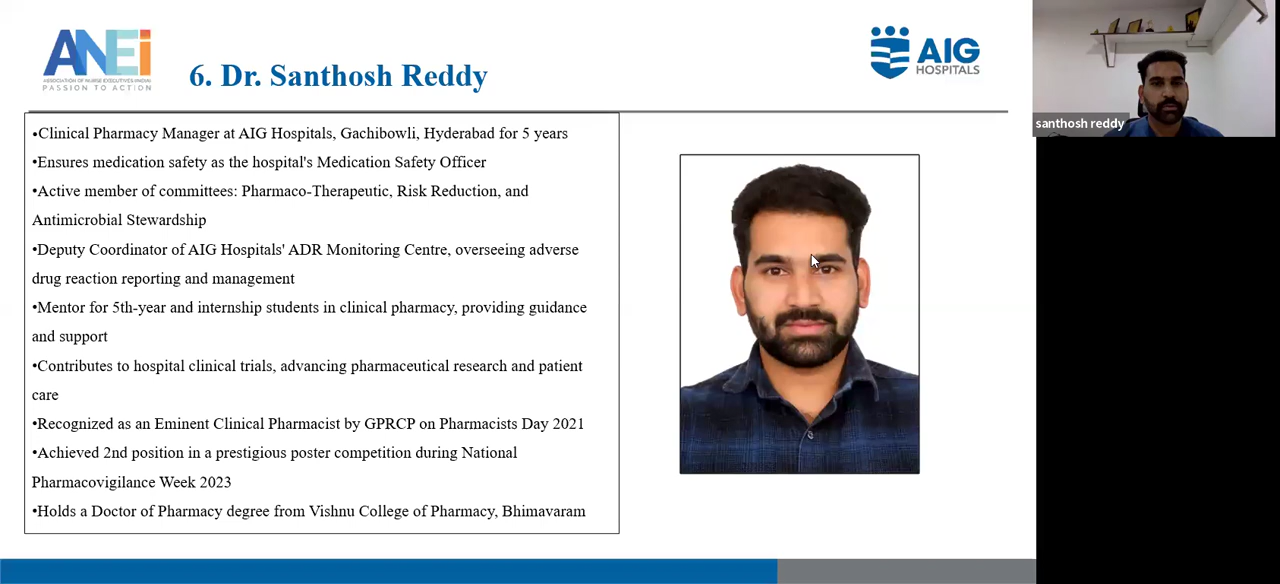 ANEi
ASSOCIATION OF NURSE EXECUTIVES-INDIA
PASSION TO ACTION
6. Dr. Santhosh Reddy
AIG
HOSPITALS
•Clinical Pharmacy Manager at AIG Hospitals, Gachibowli, Hyderabad for 5 years
•Ensures medication safety as the hospital's Medication Safety Officer
•Active member of committees: Pharmaco-Therapeutic, Risk Reduction, and
Antimicrobial Stewardship
•Deputy Coordinator of AIG Hospitals' ADR Monitoring Centre, overseeing adverse
drug reaction reporting and management
•Mentor for 5th-year and internship students in clinical pharmacy, providing guidance
and support
•Contributes to hospital clinical trials, advancing pharmaceutical research and patient
care
•Recognized as an Eminent Clinical Pharmacist by GPRCP on Pharmacists Day 2021
•Achieved 2nd position in a prestigious poster competition during National
Pharmacovigilance Week 2023
•Holds a Doctor of Pharmacy degree from Vishnu College of Pharmacy, Bhimavaram
santhosh reddy